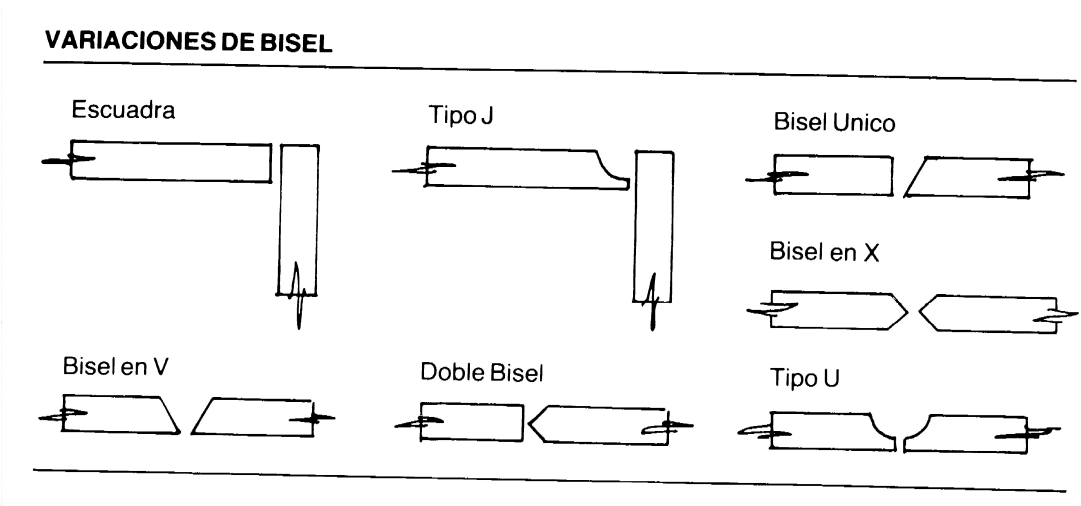 VARIACIONES DE BISEL
Escuadra
Tipo J
Bisel Unico
Bisel en X
Bisel en V
Doble Bisel
Tipo U